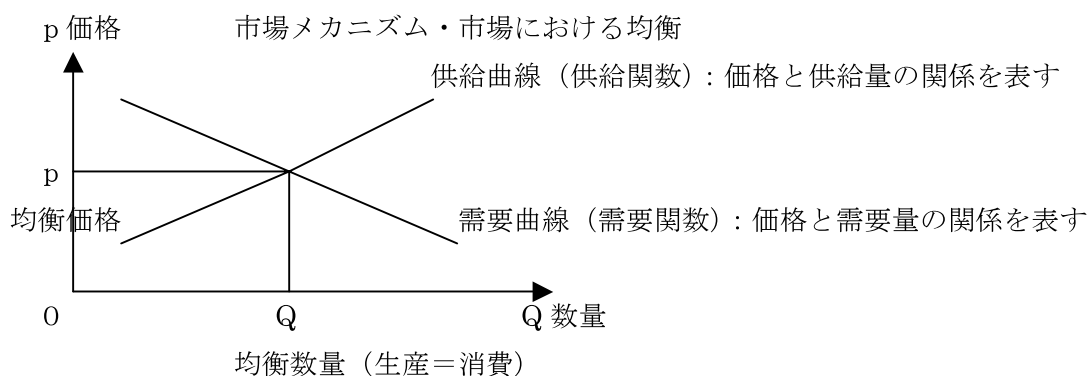 p 価格 市場メカニズム・市場における均衡
供給曲線（供給関数）: 価格と供給量の関係を表す
p
均衡価格 需要曲線（需要関数）: 価格と需要量の関係を表す
0 Q Q 数量
均衡数量（生産＝消費）